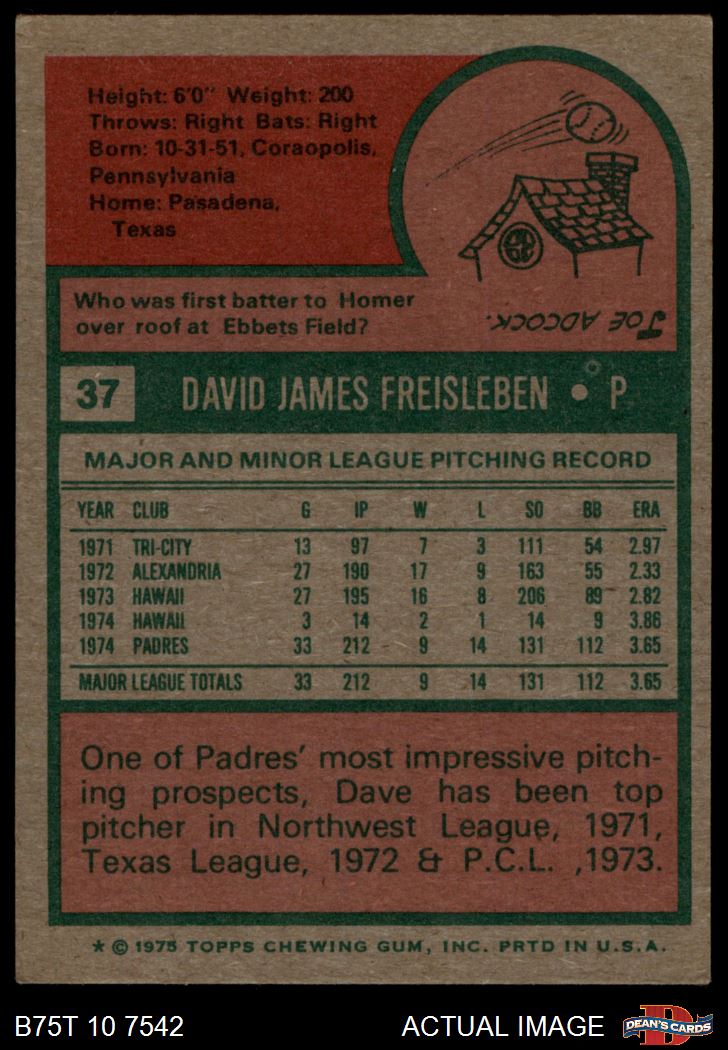 Height: 6'0" Weight: 200
Throws: Right Bats: Right
Born: 10-31-51, Coraopolis,
Pennsylvania
Home: Pasadena,
Texas
Who was first batter to Homer
over roof at Ebbets Field?
JOE ADCOCK.
37 DAVID JAMES FREISLEBEN • P
MAJOR AND MINOR LEAGUE PITCHING RECORD
YEAR CLUB G IP W L SO BB ERA
1971 TRI-CITY 13 97 7 3 111 54 2.97
1972 ALEXANDRIA 27 190 17 9 163 55 2.33
1973 HAWAII 27 195 16 8 206 89 2.82
1974 HAWAII 3 14 2 1 14 9 3.86
1974 PADRES 33 212 9 14 131 112 3.65
MAJOR LEAGUE TOTALS 33 212 9 14 131 112 3.65
One of Padres' most impressive pitch-
ing prospects, Dave has been top
pitcher in Northwest League, 1971,
Texas League, 1972 & P.C.L. ,1973.
* © 1975 TOPPS CHEWING GUM, INC. PRTD IN U.S.A.
B75T 10 7542 ACTUAL IMAGE D DEAN'S CARDS